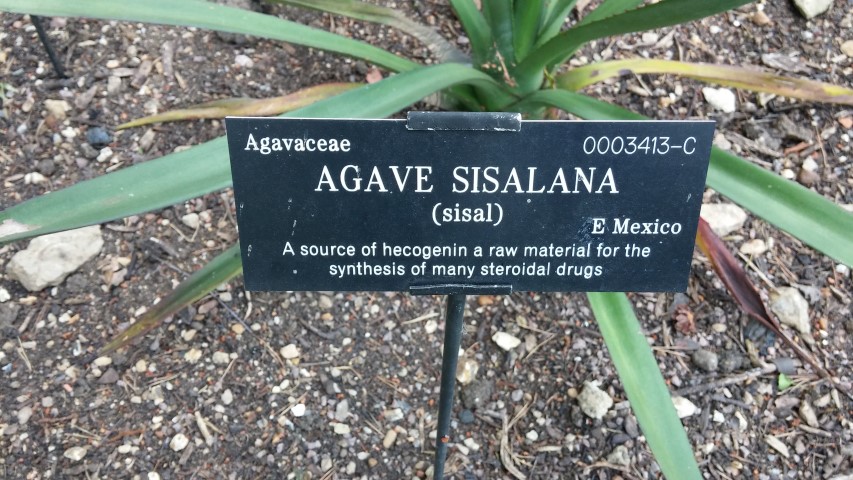 Agavaceae 0003413-C
AGAVE SISALANA
(sisal)
E Mexico
A source of hecogenin a raw material for the
synthesis of many steroidal drugs